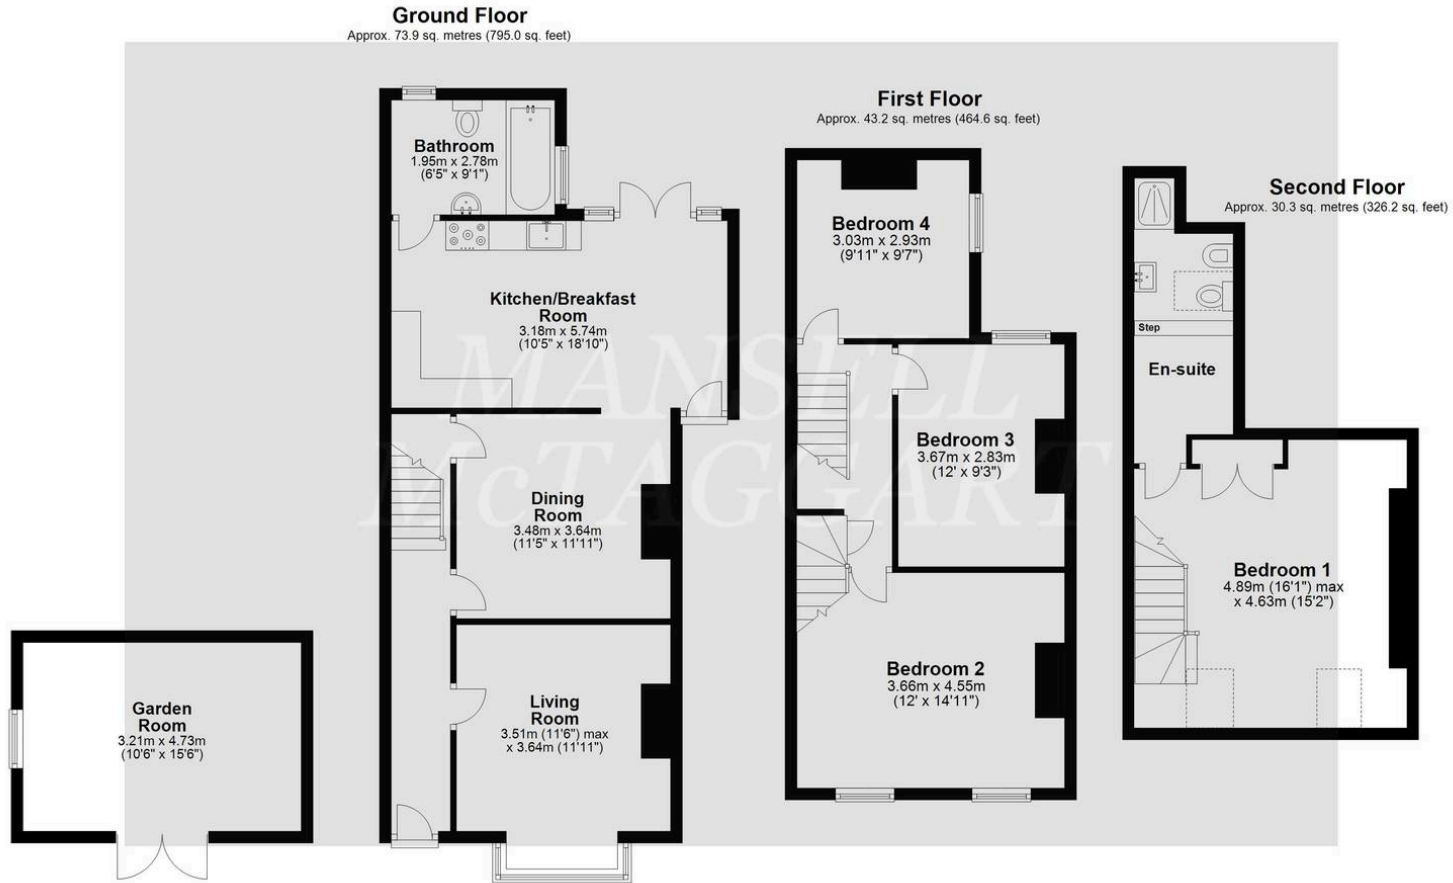 Ground Floor
Approx. 73.9 sq. metres (795.0 sq. feet)
Bathroom
1.95m x 2.78m
(6'5" x 9'1")
Kitchen/Breakfast
Room
3.18m x 5.74m
(10'5" x 18'10")
Dining
Room
3.48m x 3.64m
(11'5" x 11'11")
Living
Room
3.51m (11'6") max
x 3.64m (11'11")
Garden
Room
3.21m x 4.73m
(10'6" x 15'6")
First Floor
Approx. 43.2 sq. metres (464.6 sq. feet)
Bedroom 4
3.03m x 2.93m
(9'11" x 9'7")
Bedroom 3
3.67m x 2.83m
(12' x 9'3")
Bedroom 2
3.66m x 4.55m
(12' x 14'11")
Second Floor
Approx. 30.3 sq. metres (326.2 sq. feet)
Step
En-suite
Bedroom 1
4.89m (16'1") max
x 4.63m (15'2")
MANSELL
McTAGGART